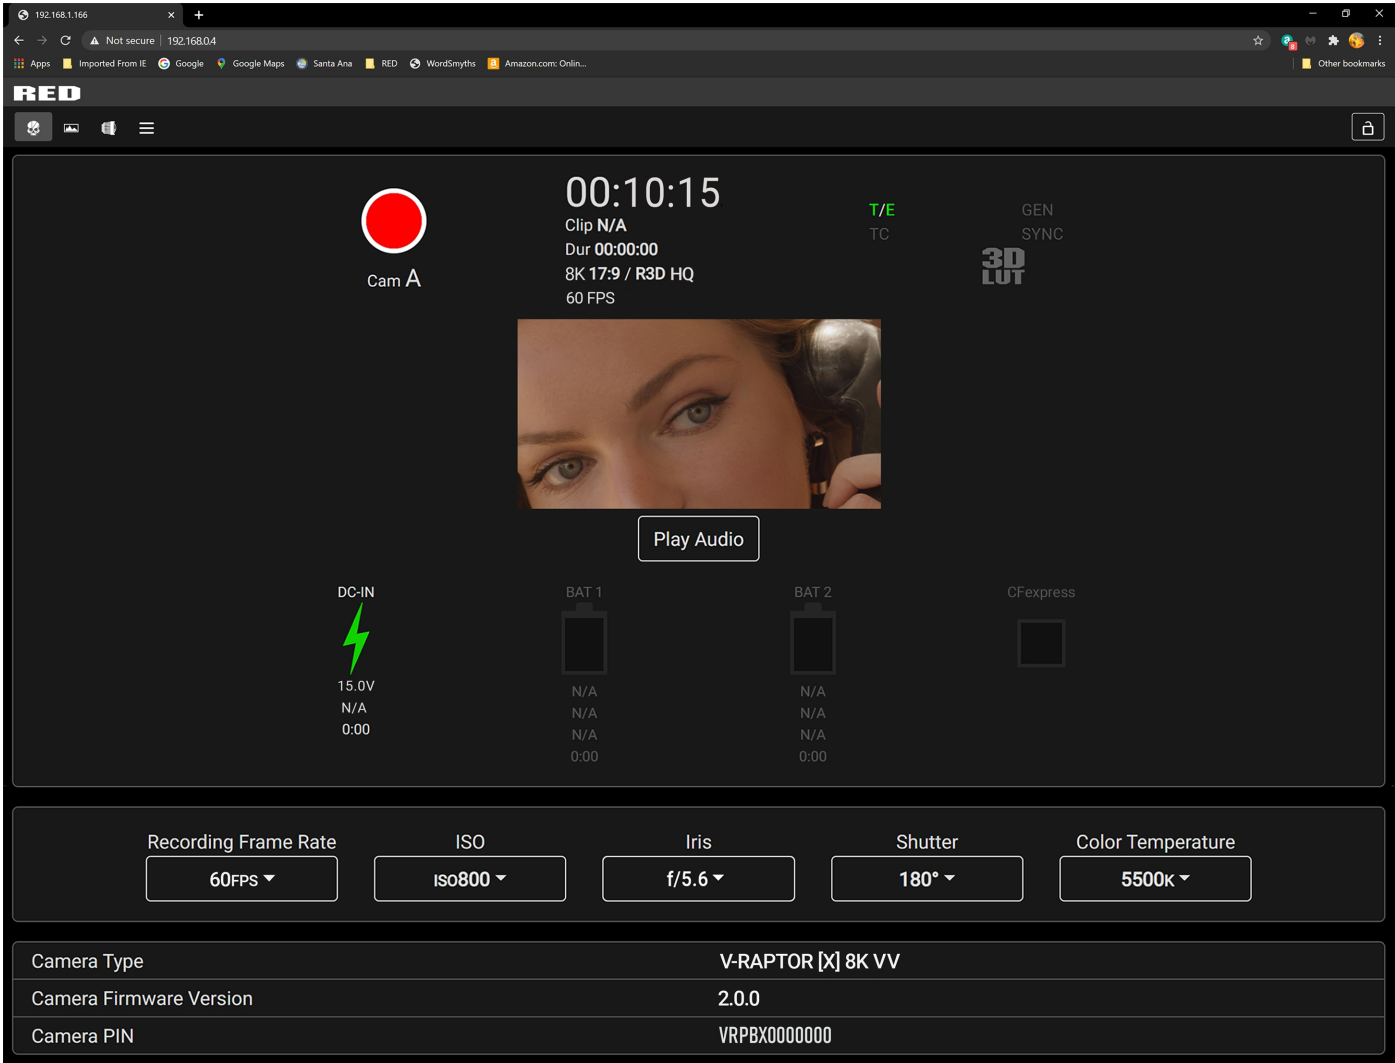 192.168.1.166
Not secure | 192.168.0.4
Apps Imported From IE Google Google Maps Santa Ana RED WordSmyths Amazon.com: Onlin... Other bookmarks
RED
00:10:15
Clip N/A
Dur 00:00:00
8K 17:9 / R3D HQ
60 FPS
Cam A
T/E GEN
TC SYNC
3D
LUT
Play Audio
DC-IN BAT 1 BAT 2 CFexpress
15.0V N/A N/A
N/A N/A N/A
0:00 N/A N/A
0:00 0:00
Recording Frame Rate ISO Iris Shutter Color Temperature
60FPS ISO800 f/5.6 180° 5500K
Camera Type V-RAPTOR [X] 8K VV
Camera Firmware Version 2.0.0
Camera PIN VRPBX0000000